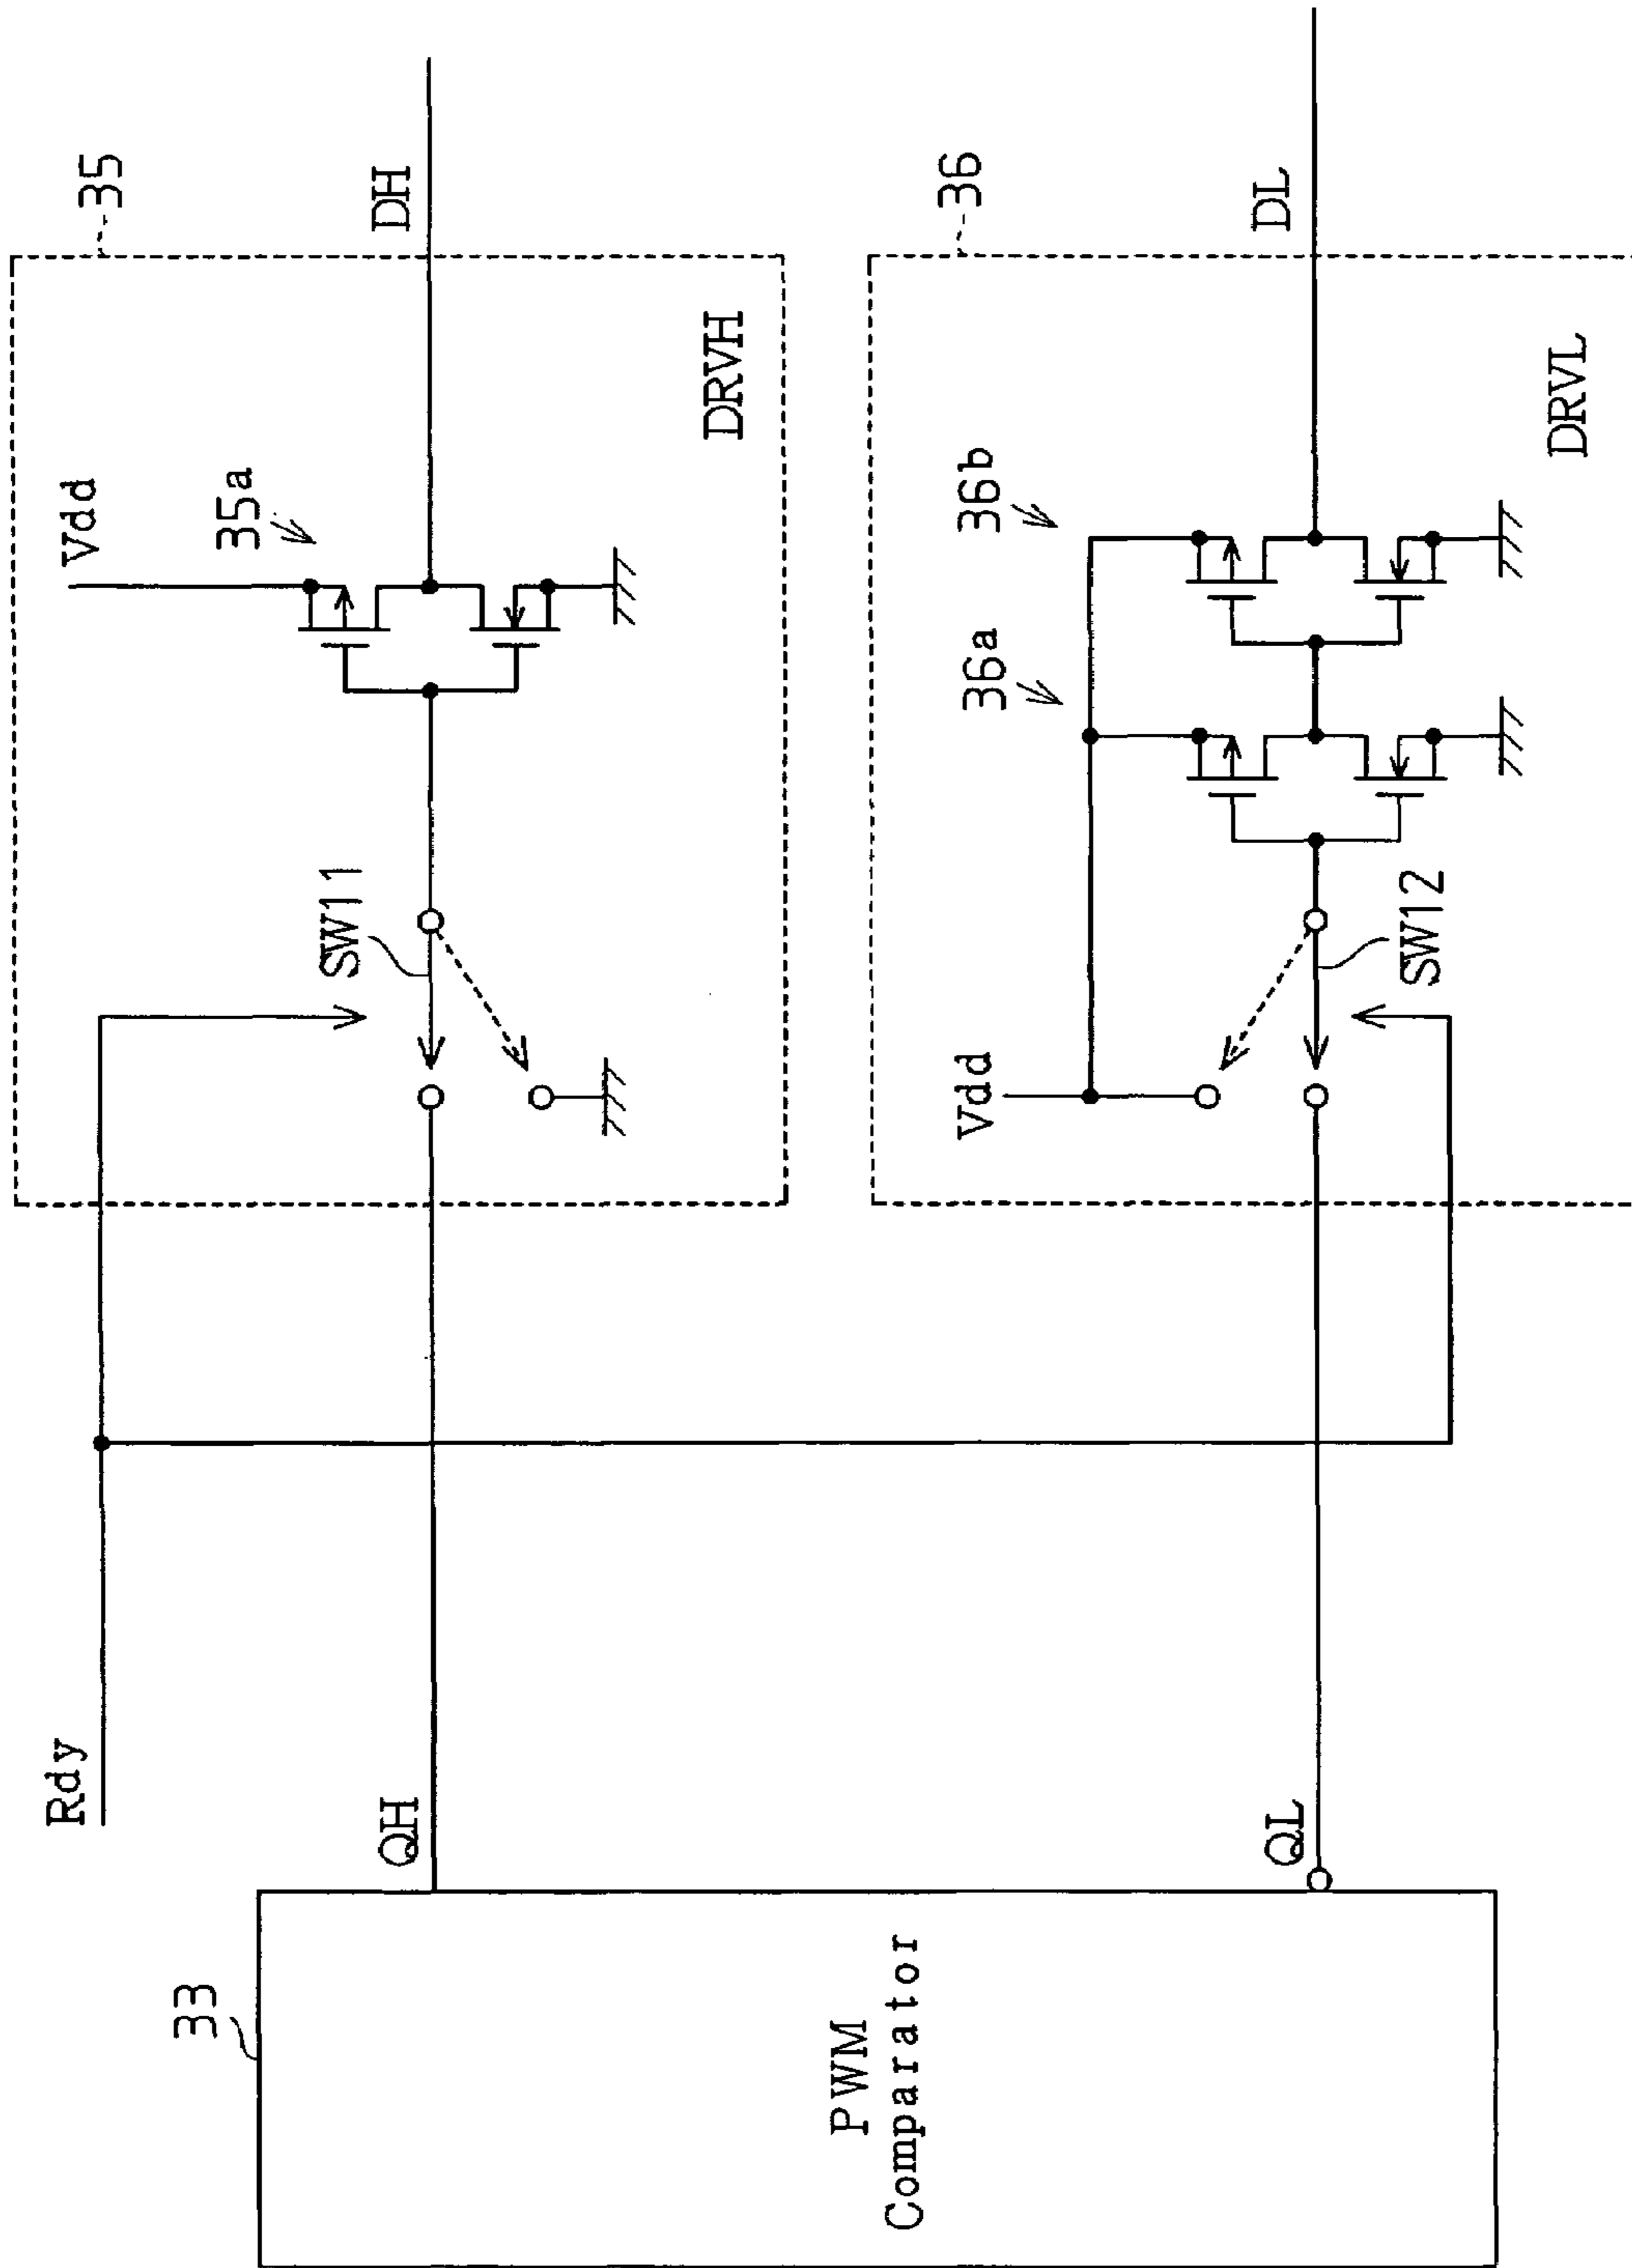 33
PWM
Comparator
QH
QL
Rdy
35
SW11
Vdd
35a
DRVH
DH
36
Vdd
SW12
36a
36b
DRVL
DL